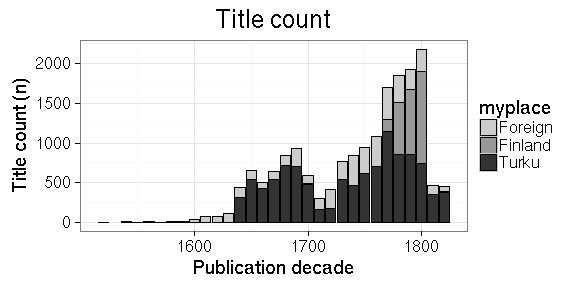 Title count
Title count (n)
2000
1500
1000
500
0
1600
1700
1800
Publication decade
myplace
Foreign
Finland
Turku